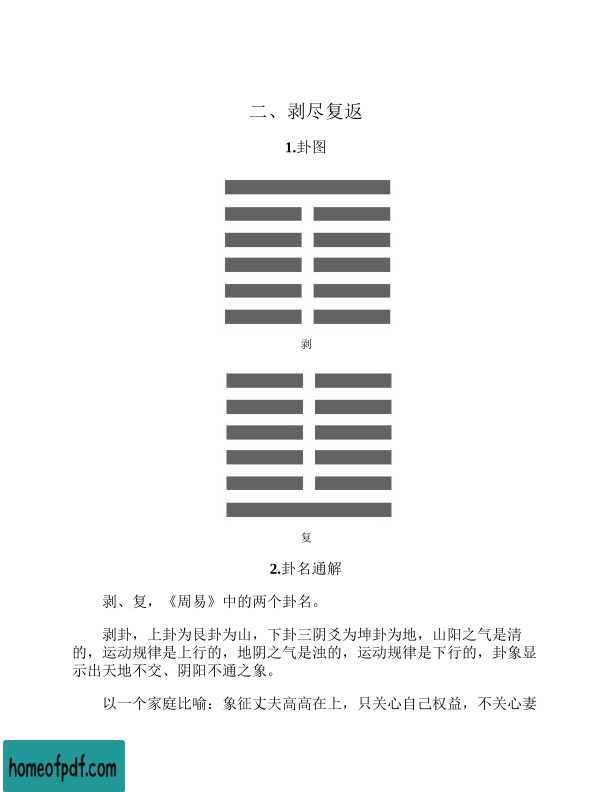 二、剥尽复返
1.卦图
剥
复
2.卦名通解
剥、复，《周易》中的两个卦名。
剥卦，上卦为艮卦为山，下卦三阴爻为坤卦为地，山阳之气是清
的，运动规律是上行的，地阴之气是浊的，运动规律是下行的，卦象显
示出天地不交、阴阳不通之象。
以一个家庭比喻：象征丈夫高高在上，只关心自己权益，不关心妻
homeofpdf.com